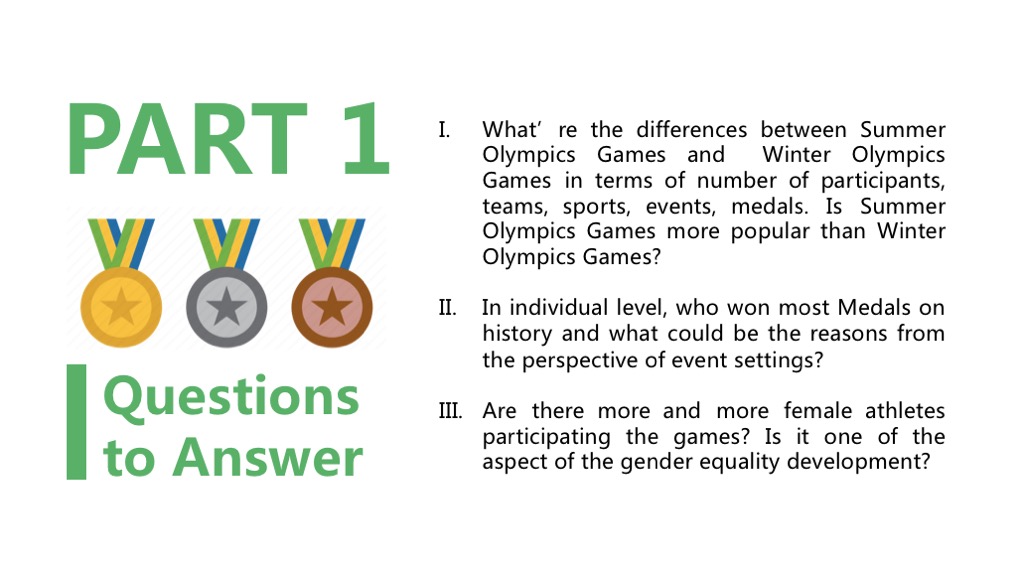 PART 1
Questions
to Answer
I. What’ re the differences between Summer
Olympics Games and Winter Olympics
Games in terms of number of participants,
teams, sports, events, medals. Is Summer
Olympics Games more popular than Winter
Olympics Games?
II. In individual level, who won most Medals on
history and what could be the reasons from
the perspective of event settings?
III. Are there more and more female athletes
participating the games? Is it one of the
aspect of the gender equality development?